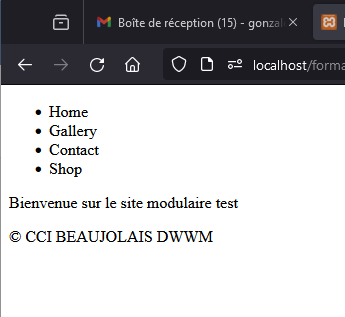 Boîte de réception (15) - gonzal
localhost/forma
Home
Gallery
Contact
Shop
Bienvenue sur le site modulaire test
© CCI BEAUJOLAIS DWWM